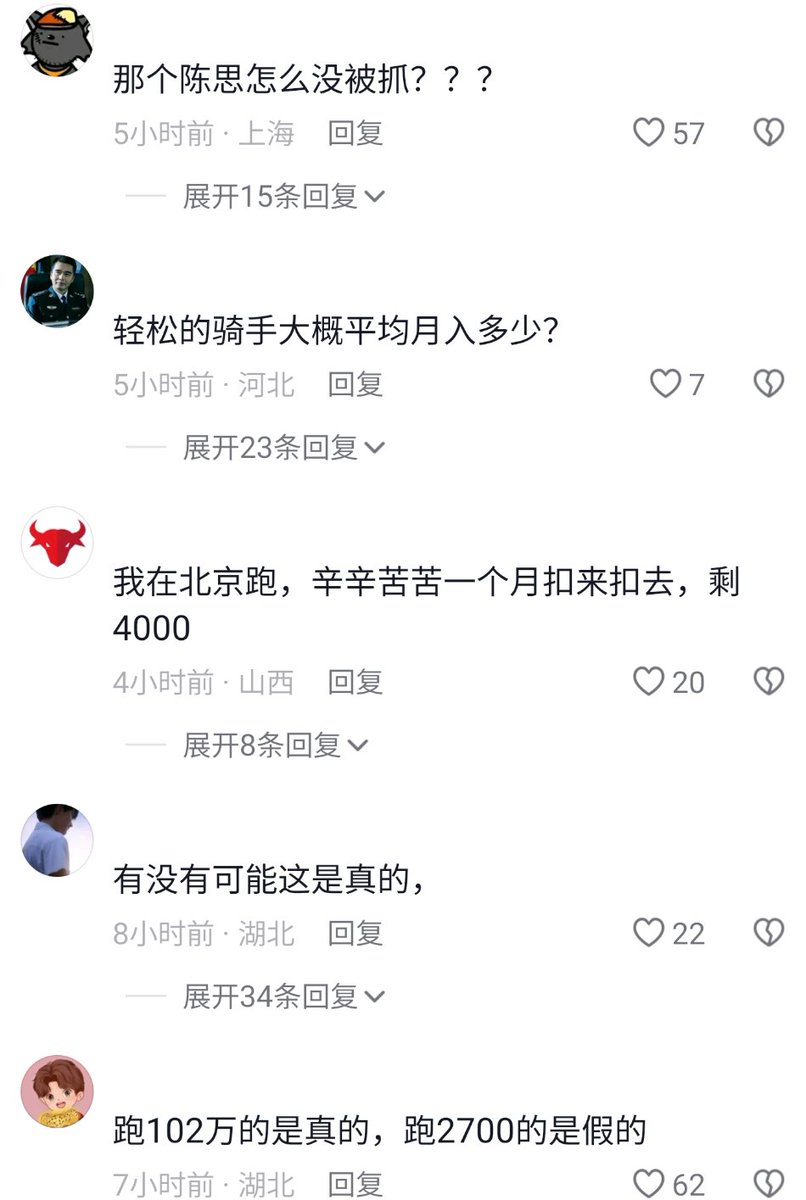 那个陈思怎么没被抓？？？
5小时前 · 上海 回复 57
展开15条回复
轻松的骑手大概平均月入多少？
5小时前 · 河北 回复 7
展开23条回复
我在北京跑，辛辛苦苦一个月扣来扣去，剩
4000
4小时前 · 山西 回复 20
展开8条回复
有没有可能这是真的，
8小时前 · 湖北 回复 22
展开34条回复
跑102万的是真的，跑2700的是假的
7小时前 · 湖北 回复 62